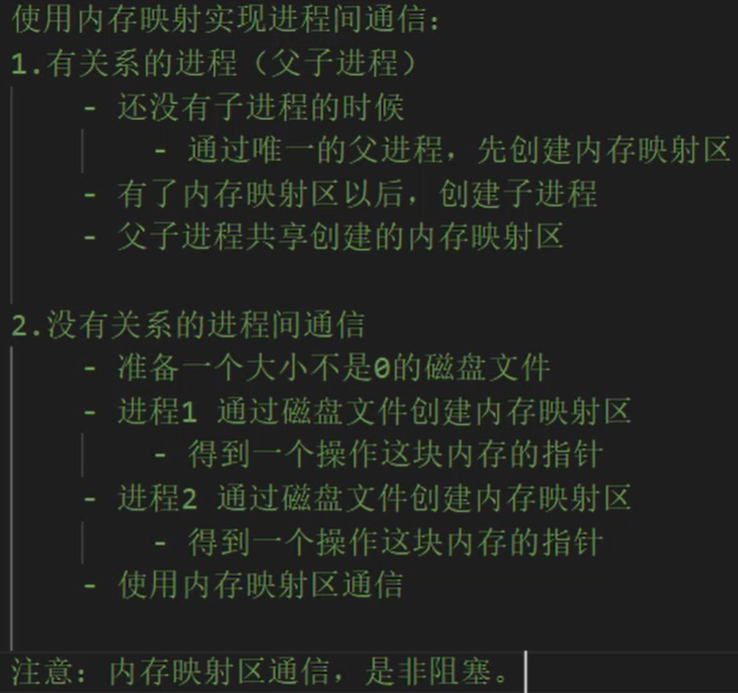 使用内存映射实现进程间通信：
1.有关系的进程（父子进程）
- 还没有子进程的时候
- 通过唯一的父进程，先创建内存映射区
- 有了内存映射区以后，创建子进程
- 父子进程共享创建的内存映射区
2.没有关系的进程间通信
- 准备一个大小不是0的磁盘文件
- 进程1 通过磁盘文件创建内存映射区
- 得到一个操作这块内存的指针
- 进程2 通过磁盘文件创建内存映射区
- 得到一个操作这块内存的指针
- 使用内存映射区通信
注意：内存映射区通信，是非阻塞。